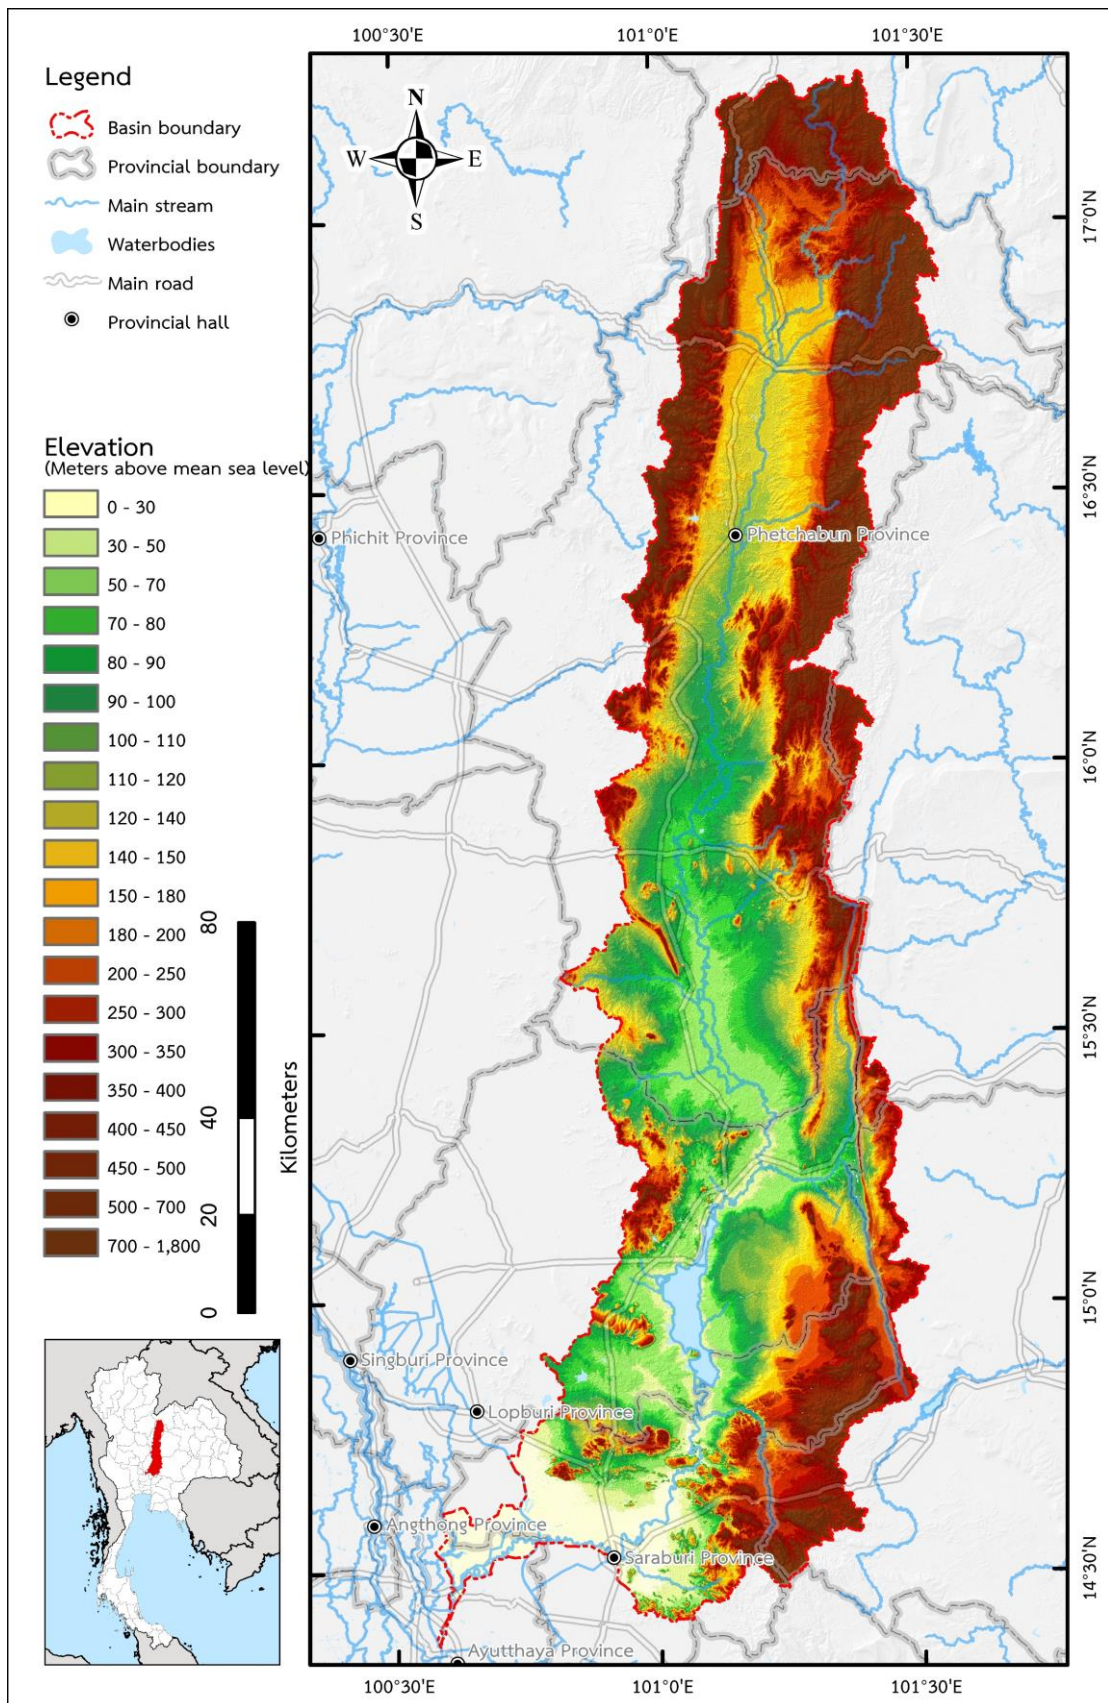 100°30'E
101°0'E
101°30'E
Legend
Basin boundary
Provincial boundary
Main stream
Waterbodies
Main road
Provincial hall
N
W
E
S
17°0'N
16°30'N
16°0'N
15°30'N
15°0'N
14°30'N
Elevation
(Meters above mean sea level)
0 - 30
30 - 50
50 - 70
70 - 80
80 - 90
90 - 100
100 - 110
110 - 120
120 - 140
140 - 150
150 - 180
180 - 200
200 - 250
250 - 300
300 - 350
350 - 400
400 - 450
450 - 500
500 - 700
700 - 1,800
80
40
20
0
Kilometers
Phichit Province
Phetchabun Province
Singburi Province
Lopburi Province
Angthong Province
Saraburi Province
Ayutthaya Province
100°30'E
101°0'E
101°30'E